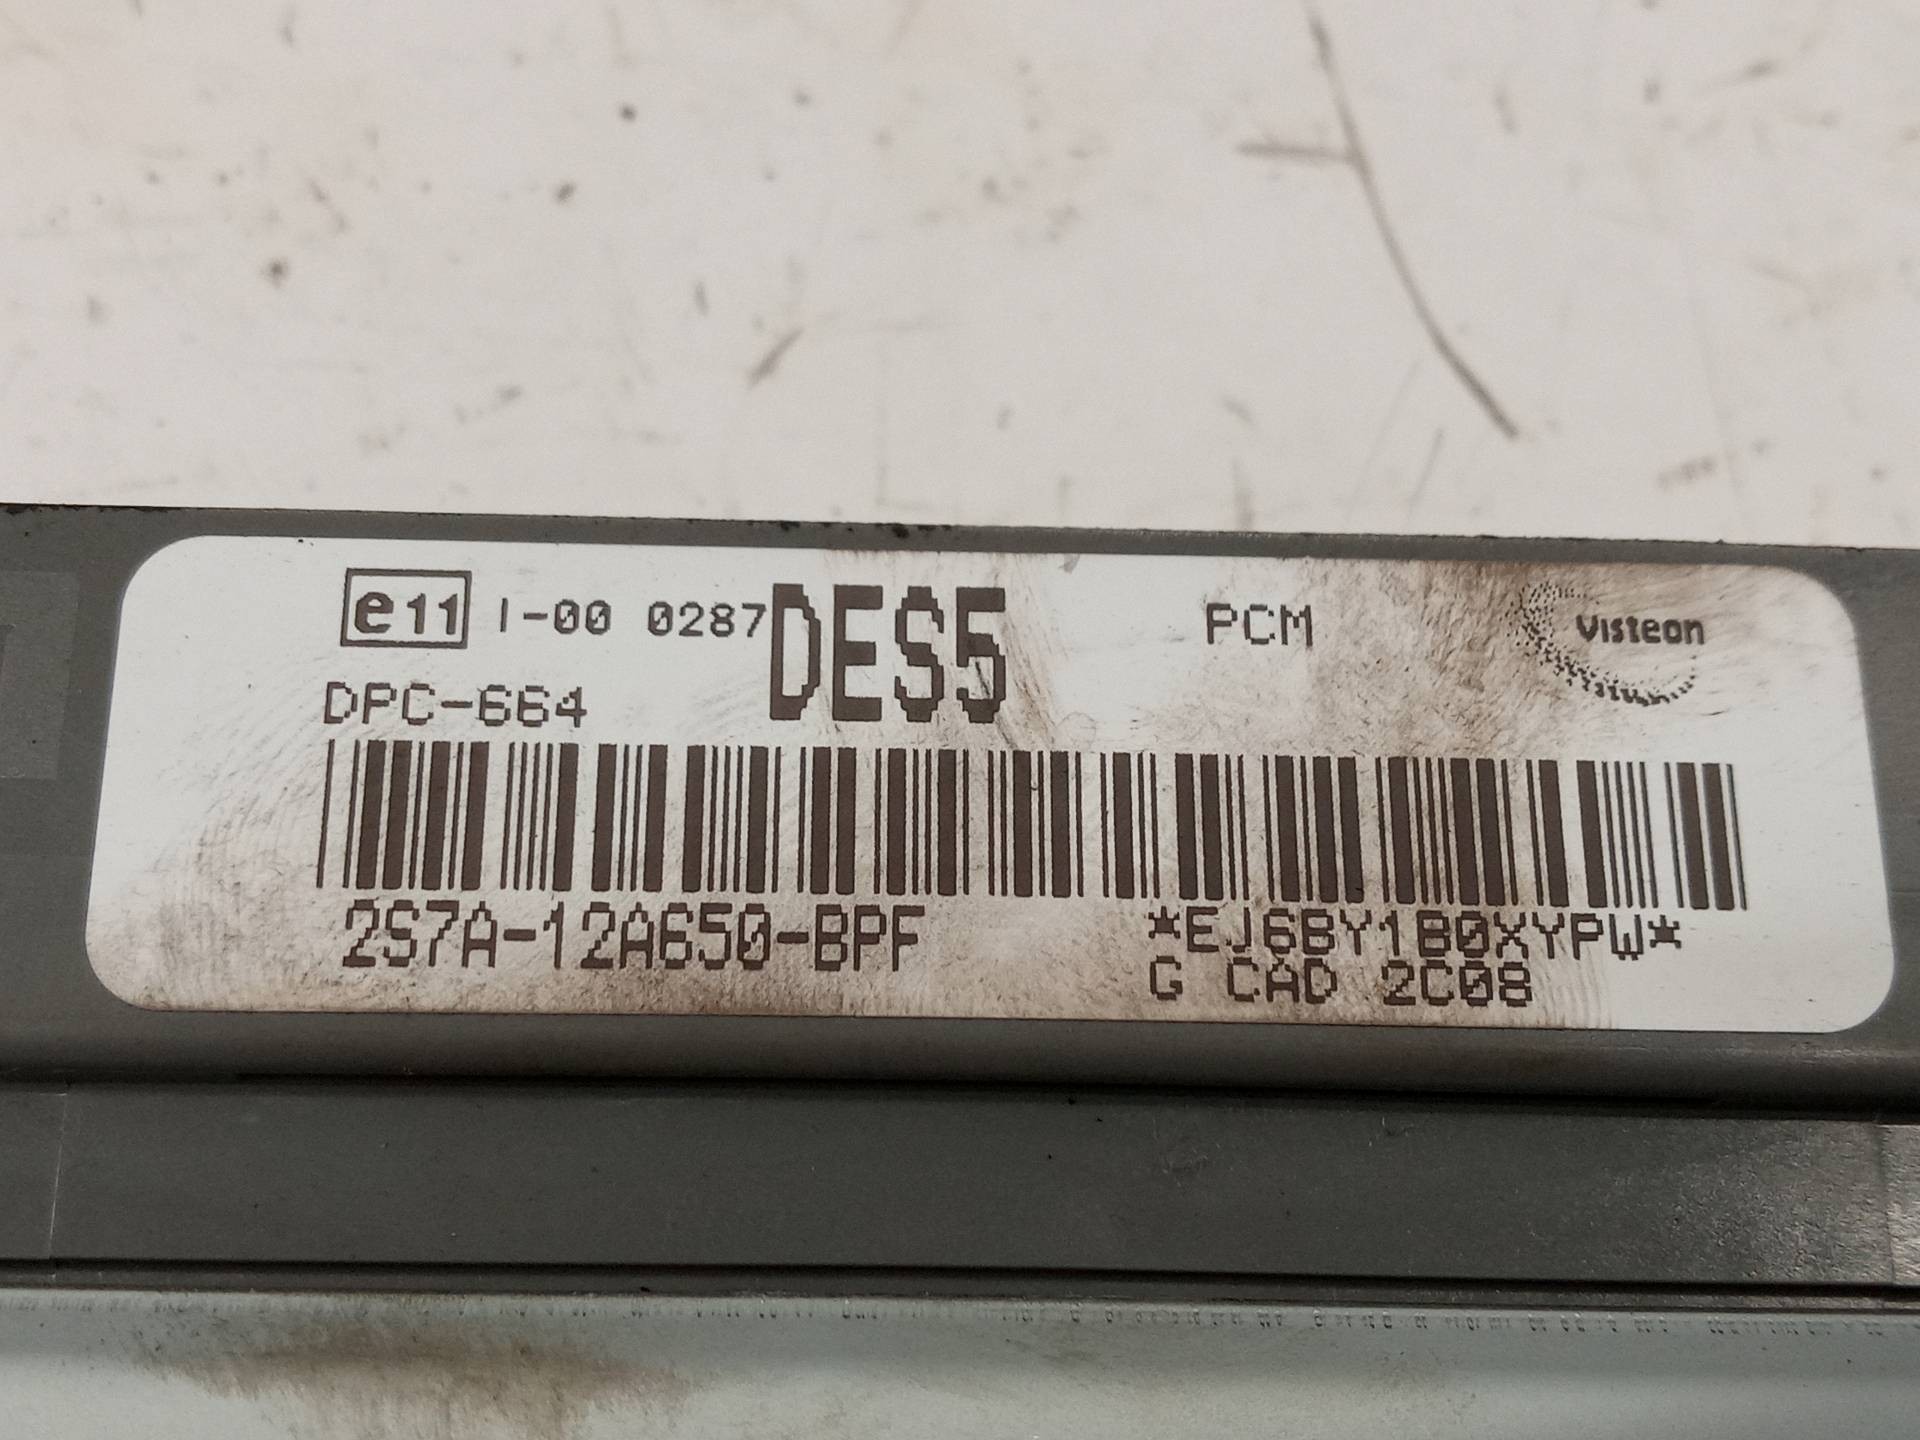 e11 I-00 0287 DES5 PCM Visteon
DPC-664
2S7A-12A650-BPF *EJ6BY1B0XYPW*
G CAD 2C08